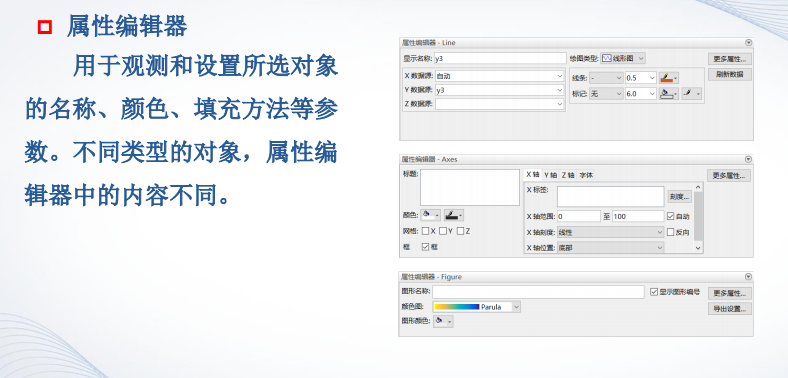 属性编辑器
用于观测和设置所选对象
的名称、颜色、填充方法等参
数。不同类型的对象，属性编
辑器中的内容不同。
属性编辑器 - Line
显示名称: y3 绘图类型: 线形图 更多属性...
X 数据源: 自动 线条: - 0.5 刷新数据
Y 数据源: y3 标记: 无 6.0
Z 数据源:
属性编辑器 - Axes
标题: X 轴 Y 轴 Z 轴 字体 更多属性...
X 标签: 刻度...
颜色: X 轴范围: 0 至 100 自动
网格: X Y Z X 轴刻度: 线性 反向
框 框 X 轴位置: 底部
属性编辑器 - Figure
图形名称: 显示图形编号 更多属性...
颜色图: Parula 导出设置...
图形颜色: